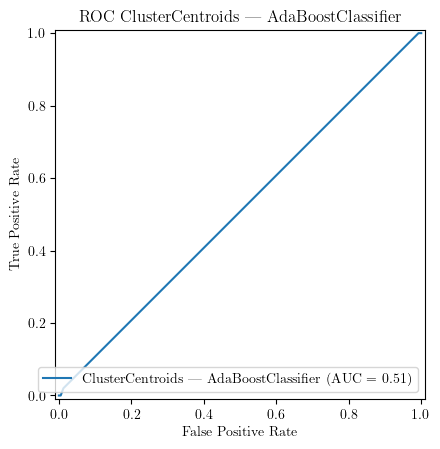 ROC ClusterCentroids — AdaBoostClassifier
1.0
0.8
0.6
0.4
0.2
0.0
True Positive Rate
ClusterCentroids — AdaBoostClassifier (AUC = 0.51)
0.0 0.2 0.4 0.6 0.8 1.0
False Positive Rate